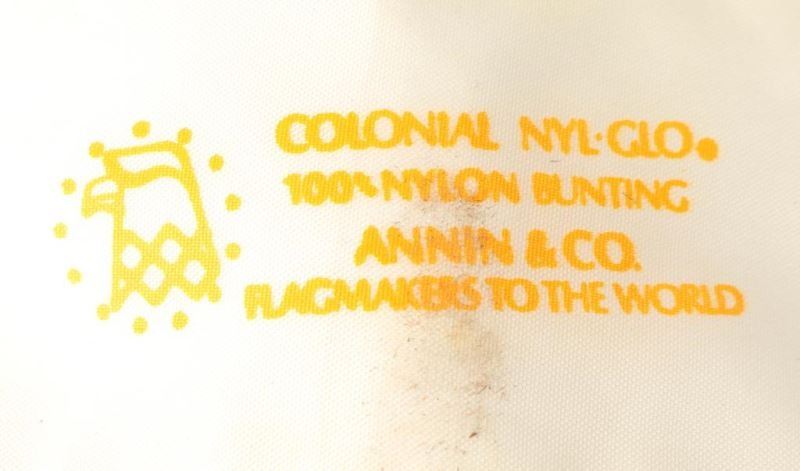 COLONIAL NYL-GLO®
100% NYLON BUNTING
ANNIN & CO.
FLAGMAKERS TO THE WORLD